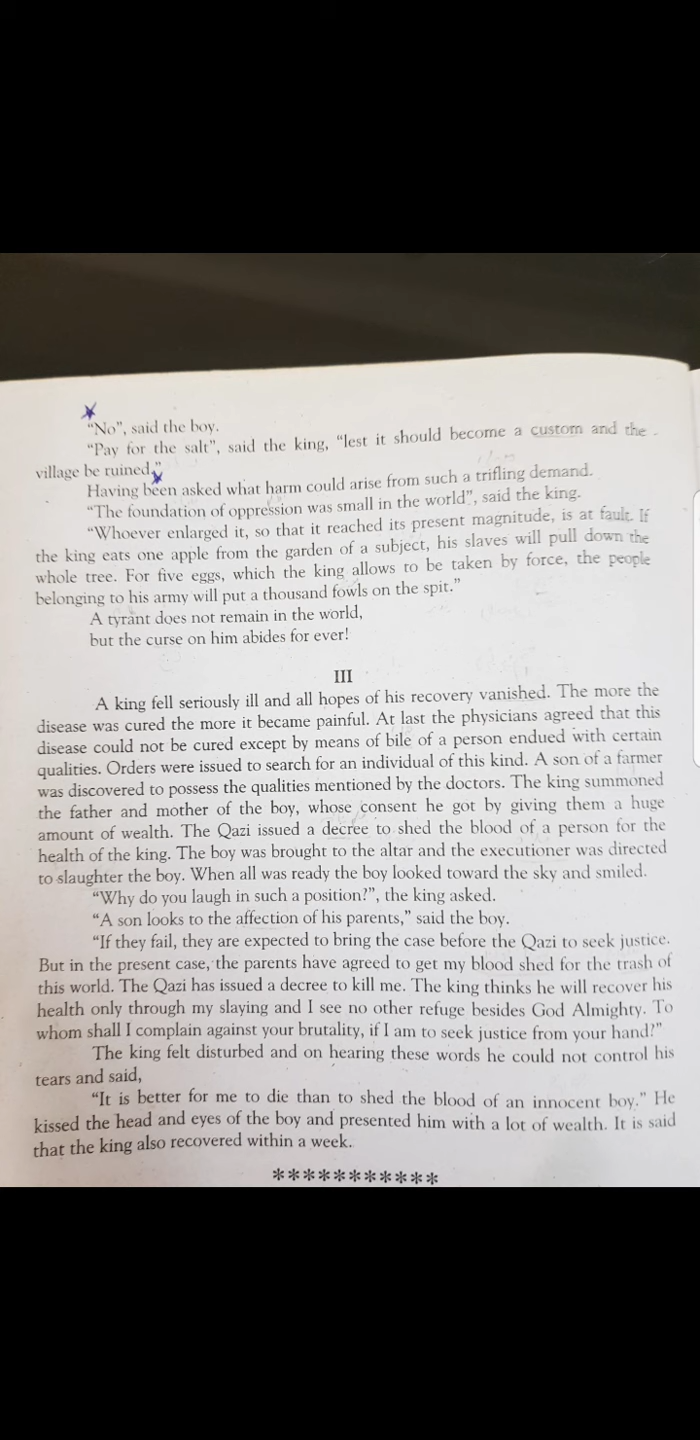 "No", said the boy.
"Pay for the salt", said the king, "lest it should become a custom and the
village be ruined."
Having been asked what harm could arise from such a trifling demand.
"The foundation of oppression was small in the world", said the king.
"Whoever enlarged it, so that it reached its present magnitude, is at fault. If
the king eats one apple from the garden of a subject, his slaves will pull down the
whole tree. For five eggs, which the king allows to be taken by force, the people
belonging to his army will put a thousand fowls on the spit."
A tyrant does not remain in the world,
but the curse on him abides for ever!
III
A king fell seriously ill and all hopes of his recovery vanished. The more the
disease was cured the more it became painful. At last the physicians agreed that this
disease could not be cured except by means of bile of a person endued with certain
qualities. Orders were issued to search for an individual of this kind. A son of a farmer
was discovered to possess the qualities mentioned by the doctors. The king summoned
the father and mother of the boy, whose consent he got by giving them a huge
amount of wealth. The Qazi issued a decree to shed the blood of a person for the
health of the king. The boy was brought to the altar and the executioner was directed
to slaughter the boy. When all was ready the boy looked toward the sky and smiled.
"Why do you laugh in such a position?", the king asked.
"A son looks to the affection of his parents," said the boy.
"If they fail, they are expected to bring the case before the Qazi to seek justice.
But in the present case, the parents have agreed to get my blood shed for the trash of
this world. The Qazi has issued a decree to kill me. The king thinks he will recover his
health only through my slaying and I see no other refuge besides God Almighty. To
whom shall I complain against your brutality, if I am to seek justice from your hand?"
The king felt disturbed and on hearing these words he could not control his
tears and said,
"It is better for me to die than to shed the blood of an innocent boy." He
kissed the head and eyes of the boy and presented him with a lot of wealth. It is said
that the king also recovered within a week.
***********